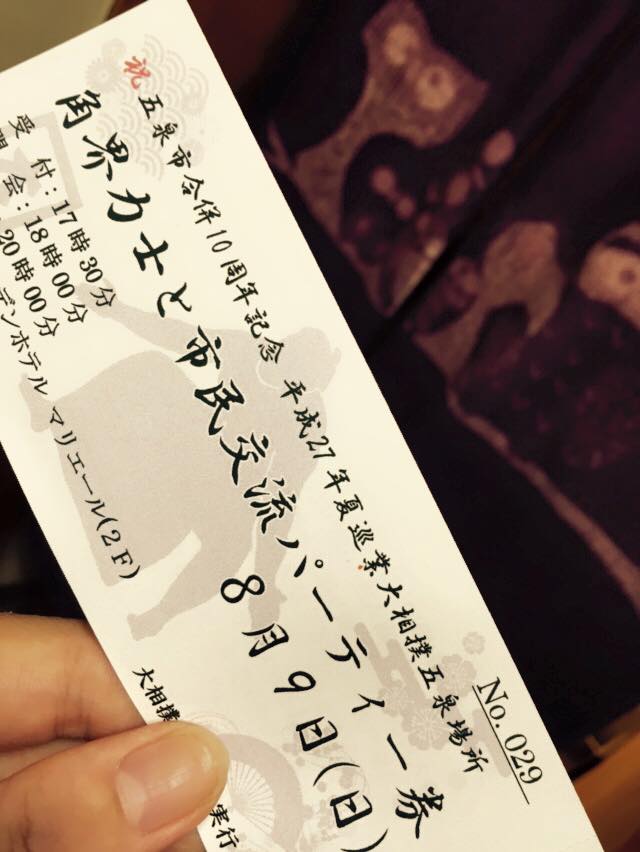 祝 五泉市合併10周年記念 平成27年夏巡業大相撲五泉場所
No. 029
角界力士と市民交流パーティー券
8月9日(日)
受 付：17時30分
会：18時00分
20時00分
デンホテル マリエール(2F)
大相撲
実行